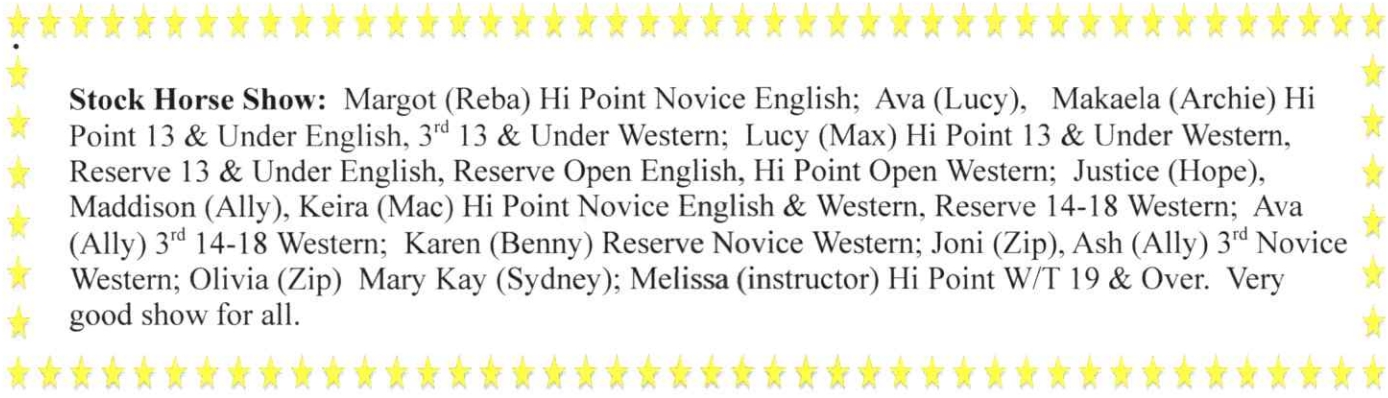 Stock Horse Show:  Margot (Reba) Hi Point Novice English;  Ava (Lucy),   Makaela (Archie) Hi
Point 13 & Under English, 3rd 13 & Under Western;  Lucy (Max) Hi Point 13 & Under Western,
Reserve 13 & Under English, Reserve Open English, Hi Point Open Western;  Justice (Hope),
Maddison (Ally), Keira (Mac) Hi Point Novice English & Western, Reserve 14-18 Western;  Ava
(Ally) 3rd 14-18 Western;  Karen (Benny) Reserve Novice Western; Joni (Zip), Ash (Ally) 3rd Novice
Western; Olivia (Zip)  Mary Kay (Sydney); Melissa (instructor) Hi Point W/T 19 & Over.  Very
good show for all.